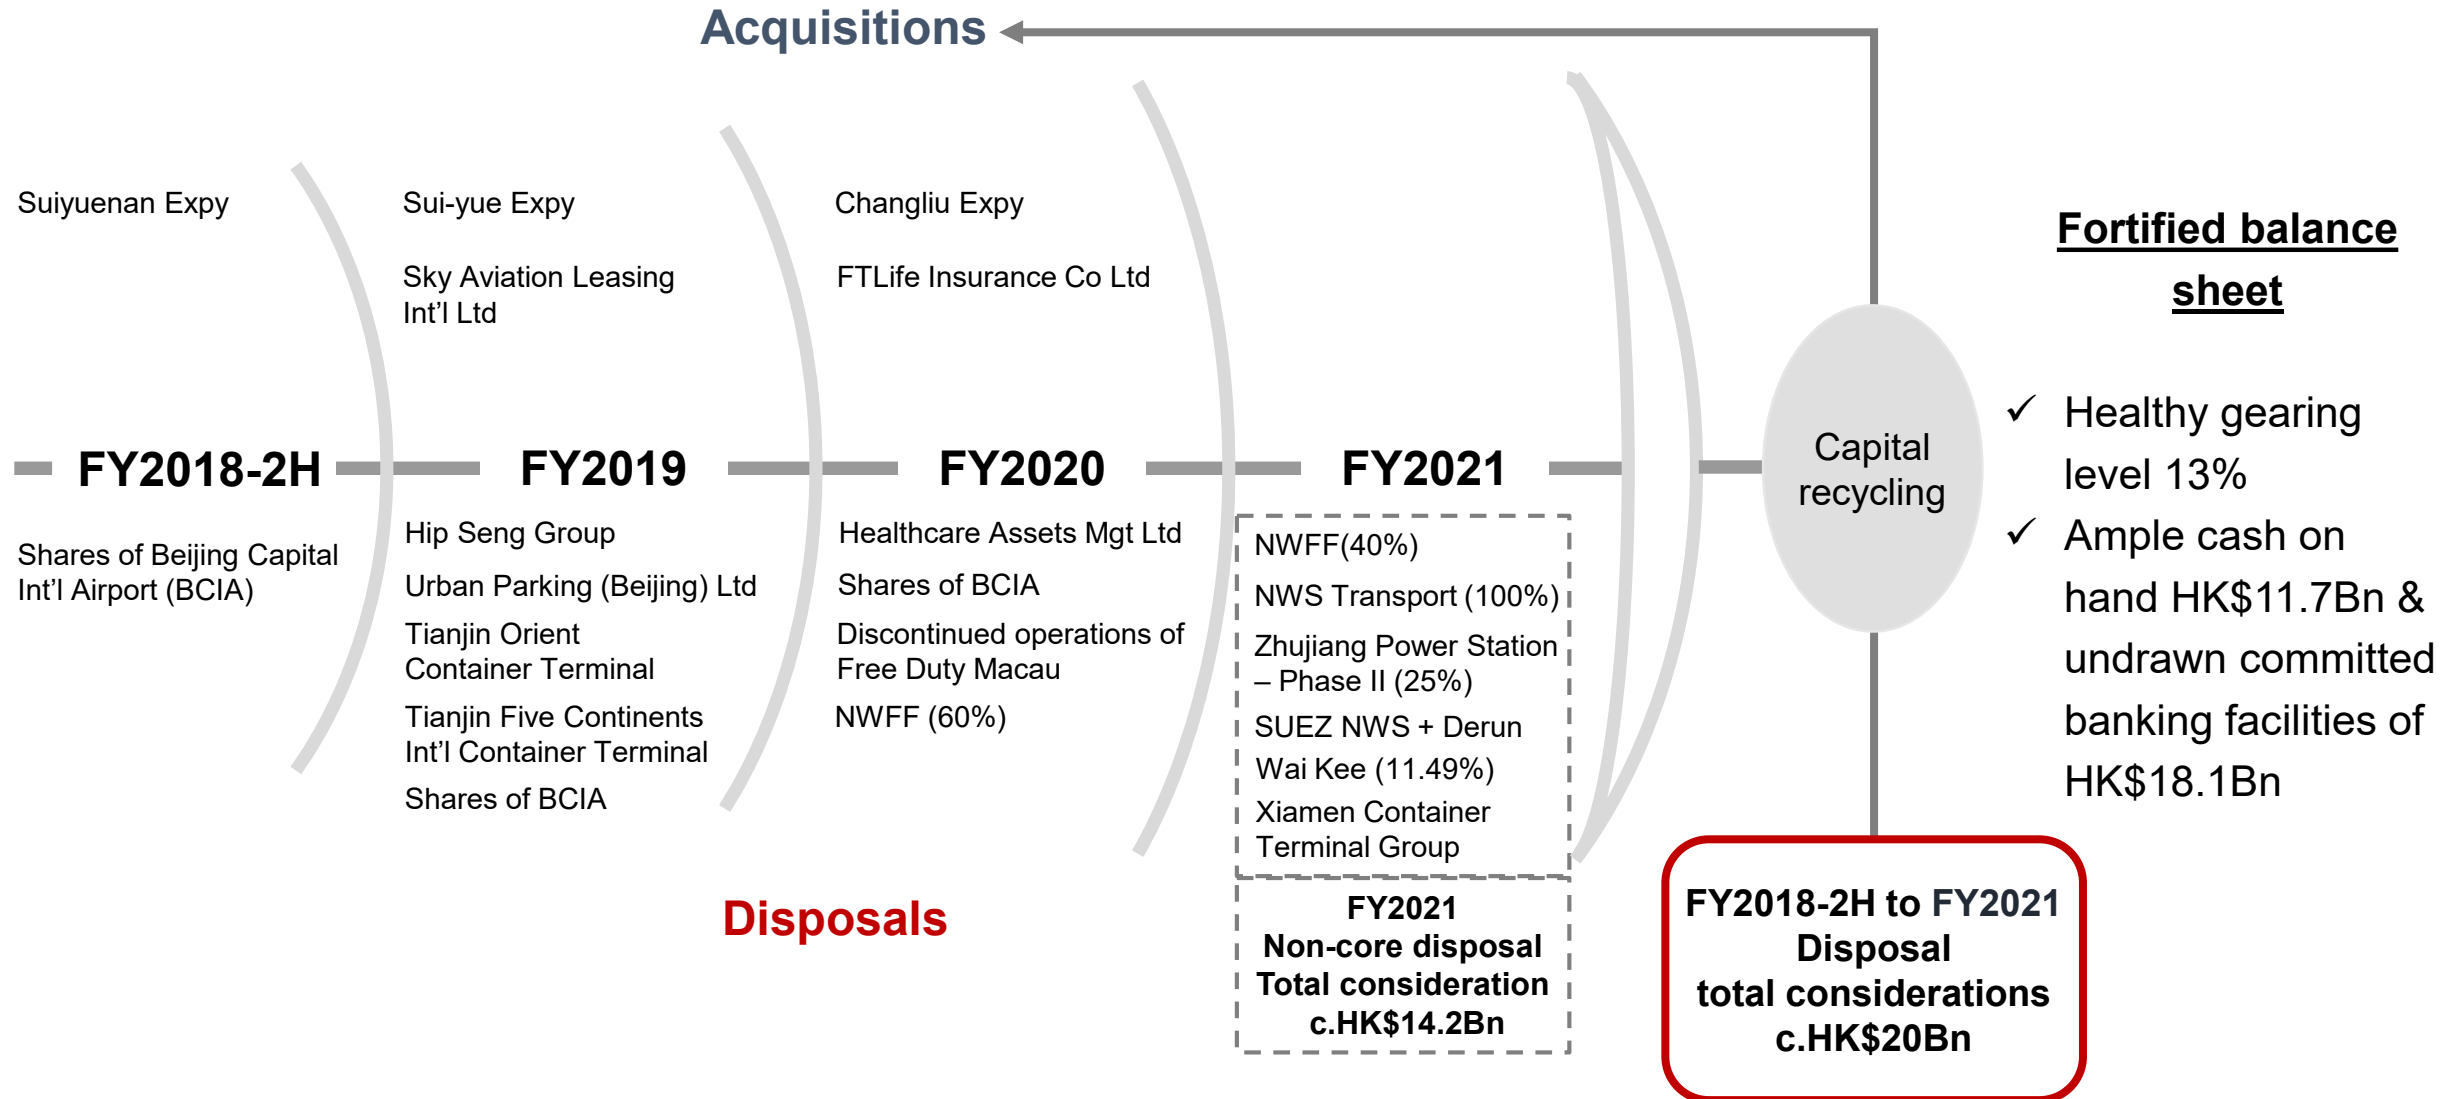 Acquisitions
Suiyuenan Expy
Sui-yue Expy
Sky Aviation Leasing
Int’l Ltd
Changliu Expy
FTLife Insurance Co Ltd
FY2018-2H
FY2019
FY2020
FY2021
Shares of Beijing Capital
Int’l Airport (BCIA)
Hip Seng Group
Urban Parking (Beijing) Ltd
Tianjin Orient
Container Terminal
Tianjin Five Continents
Int’l Container Terminal
Shares of BCIA
Healthcare Assets Mgt Ltd
Shares of BCIA
Discontinued operations of
Free Duty Macau
NWFF (60%)
NWFF(40%)
NWS Transport (100%)
Zhujiang Power Station
– Phase II (25%)
SUEZ NWS + Derun
Wai Kee (11.49%)
Xiamen Container
Terminal Group
FY2021
Non-core disposal
Total consideration
c.HK$14.2Bn
Disposals
Capital
recycling
FY2018-2H to FY2021
Disposal
total considerations
c.HK$20Bn
Fortified balance
sheet
✓ Healthy gearing
level 13%
✓ Ample cash on
hand HK$11.7Bn &
undrawn committed
banking facilities of
HK$18.1Bn